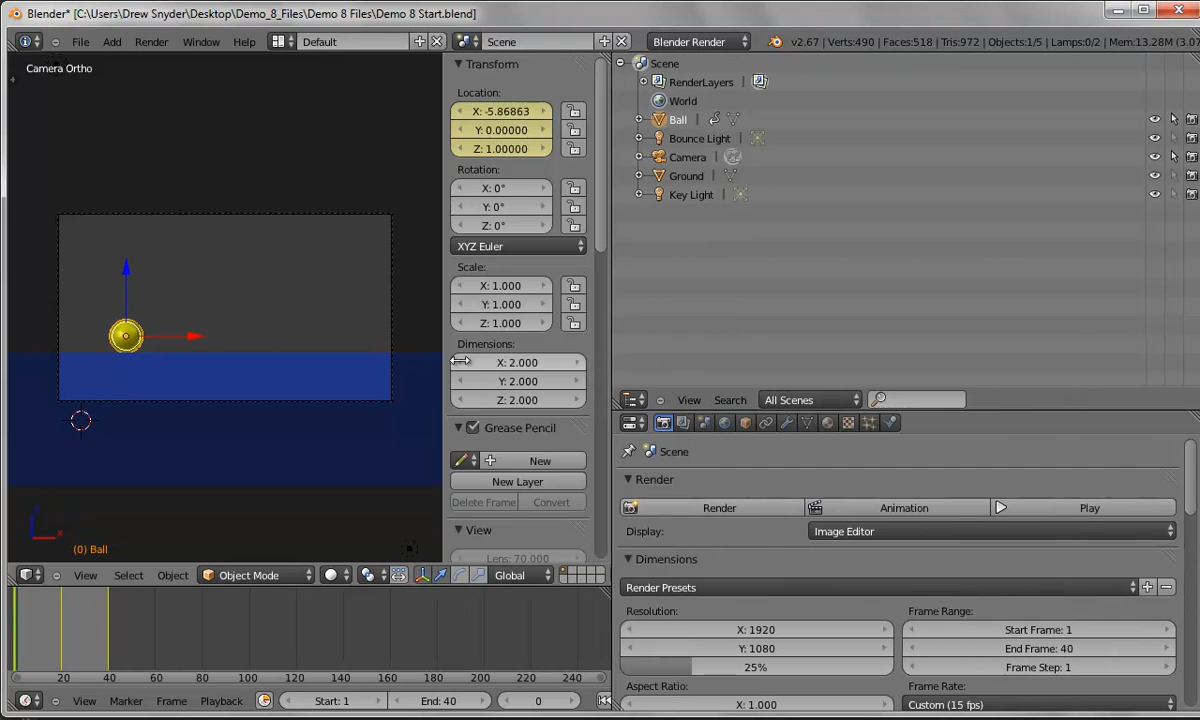 Blender* [C:\Users\Drew Snyder\Desktop\Demo_8_Files\Demo 8 Files\Demo 8 Start.blend]
File Add Render Window Help Default Scene Blender Render v2.67 | Verts:490 | Faces:518 | Tris:972 | Objects:1/5 | Lamps:0/2 | Mem:13.28M (3.07
Camera Ortho
Transform
Location:
X: -5.86863
Y: 0.00000
Z: 1.00000
Rotation:
X: 0°
Y: 0°
Z: 0°
XYZ Euler
Scale:
X: 1.000
Y: 1.000
Z: 1.000
Dimensions:
X: 2.000
Y: 2.000
Z: 2.000
Grease Pencil
New
New Layer
Delete Frame Convert
View
Lens: 70.000
(0) Ball
View Select Object Object Mode Global
20 40 60 80 100 120 140 160 180 200 220 240
View Marker Frame Playback Start: 1 End: 40 0
Scene
RenderLayers |
World
Ball |
Bounce Light |
Camera |
Ground |
Key Light |
View Search All Scenes
Scene
Render
Render Animation Play
Display: Image Editor
Dimensions
Render Presets
Resolution: Frame Range:
X: 1920 Start Frame: 1
Y: 1080 End Frame: 40
25% Frame Step: 1
Aspect Ratio: Frame Rate:
X: 1.000 Custom (15 fps)